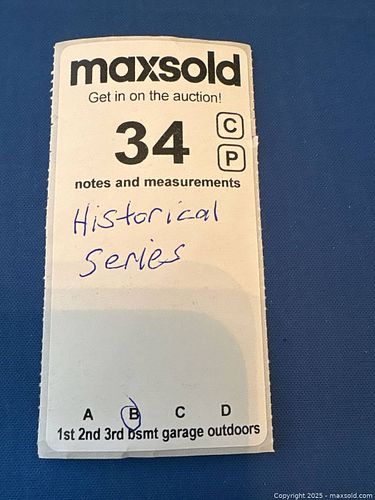 maxsold
Get in on the auction!
34
C
P
notes and measurements
Historical
Series
A B C D
1st 2nd 3rd bsmt garage outdoors
Copyright 2025 - maxsold.com